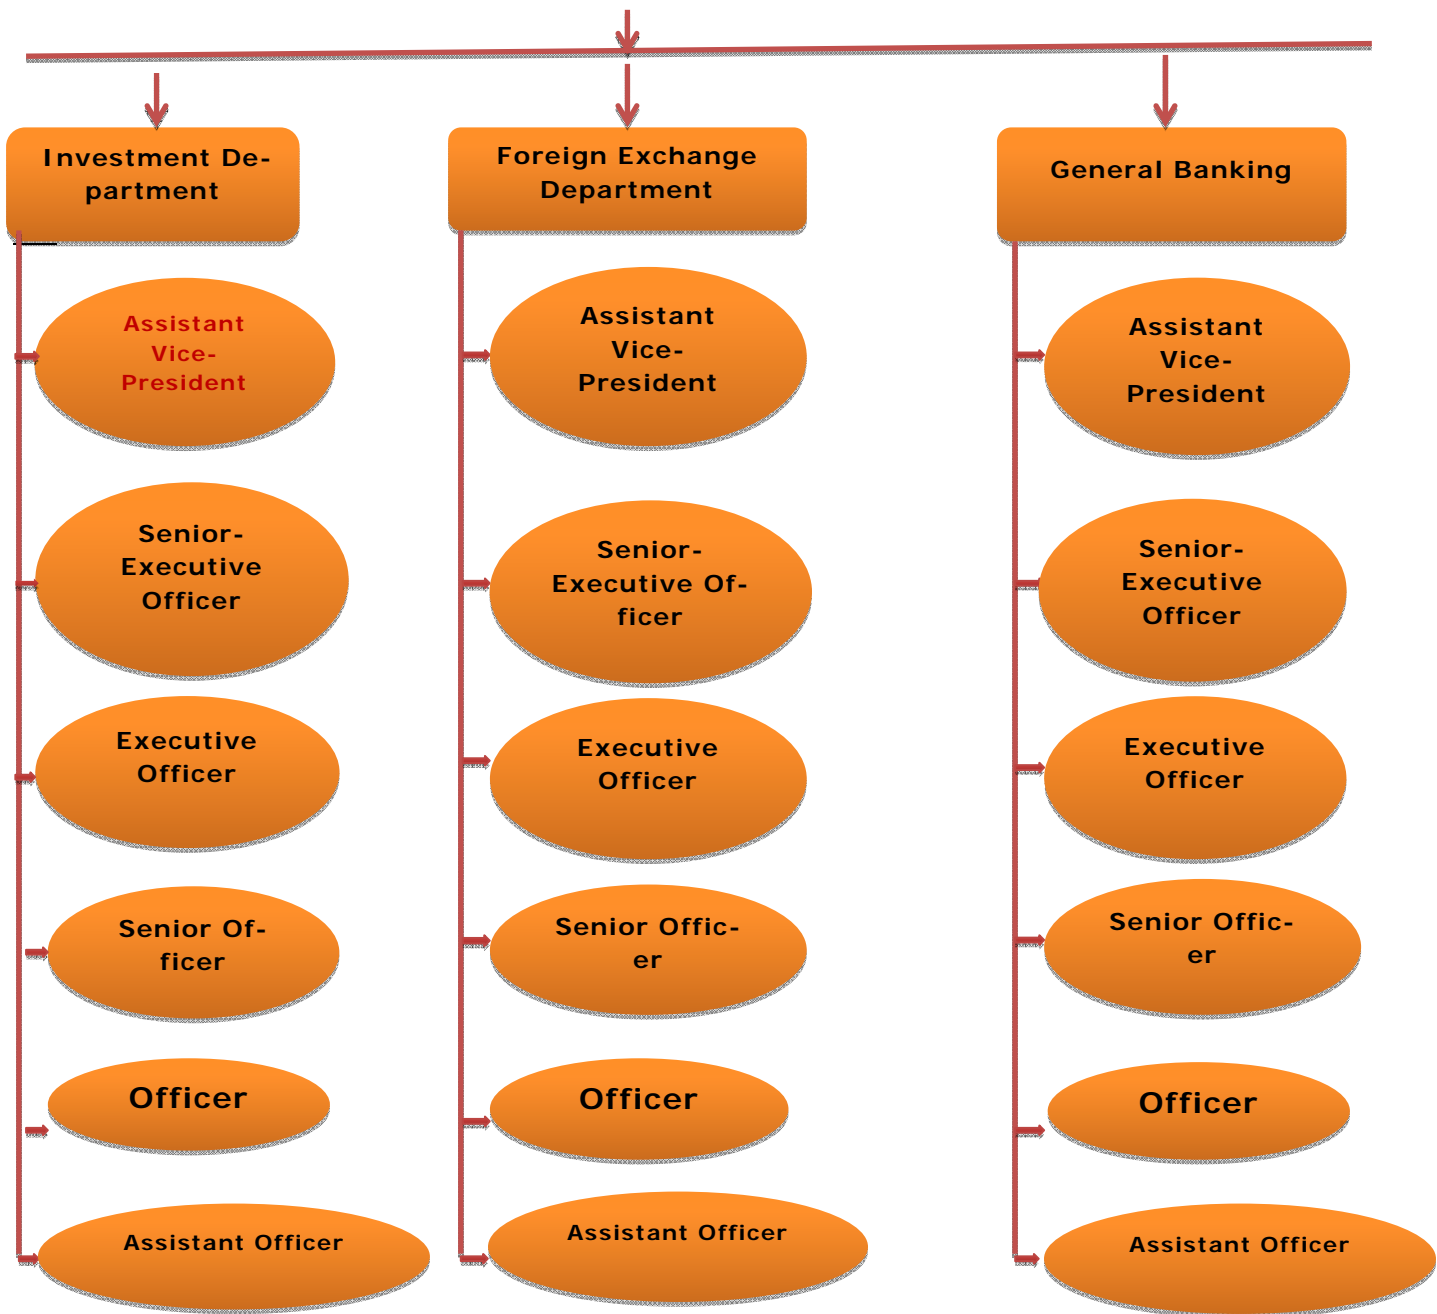 Investment De-
partment
Foreign Exchange
Department
General Banking
Assistant
Vice-
President
Assistant
Vice-
President
Assistant
Vice-
President
Senior-
Executive
Officer
Senior-
Executive Of-
ficer
Senior-
Executive
Officer
Executive
Officer
Executive
Officer
Executive
Officer
Senior Of-
ficer
Senior Offic-
er
Senior Offic-
er
Officer
Officer
Officer
Assistant Officer
Assistant Officer
Assistant Officer